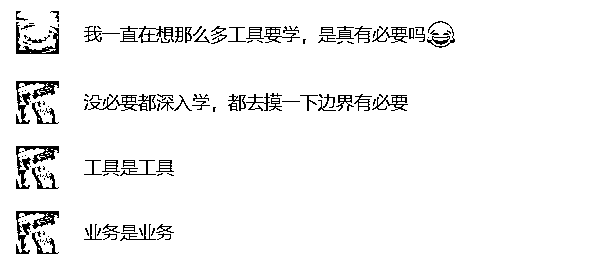 我一直在想那么多工具要学，是真有必要吗😂
没必要都深入学，都去摸一下边界有必要
工具是工具
业务是业务